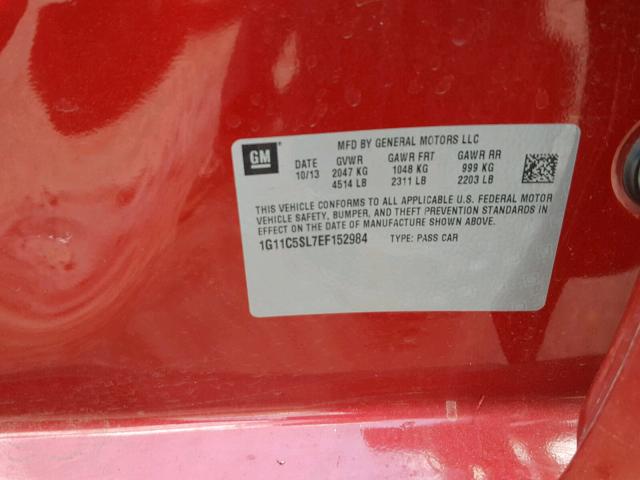 GM
MFD BY GENERAL MOTORS LLC
DATE GVWR GAWR FRT GAWR RR
10/13 2047 KG 1048 KG 999 KG
4514 LB 2311 LB 2203 LB
THIS VEHICLE CONFORMS TO ALL APPLICABLE U.S. FEDERAL MOTOR
VEHICLE SAFETY, BUMPER, AND THEFT PREVENTION STANDARDS IN
EFFECT ON THE DATE OF MANUFACTURE SHOWN ABOVE.
1G11C5SL7EF152984 TYPE: PASS CAR